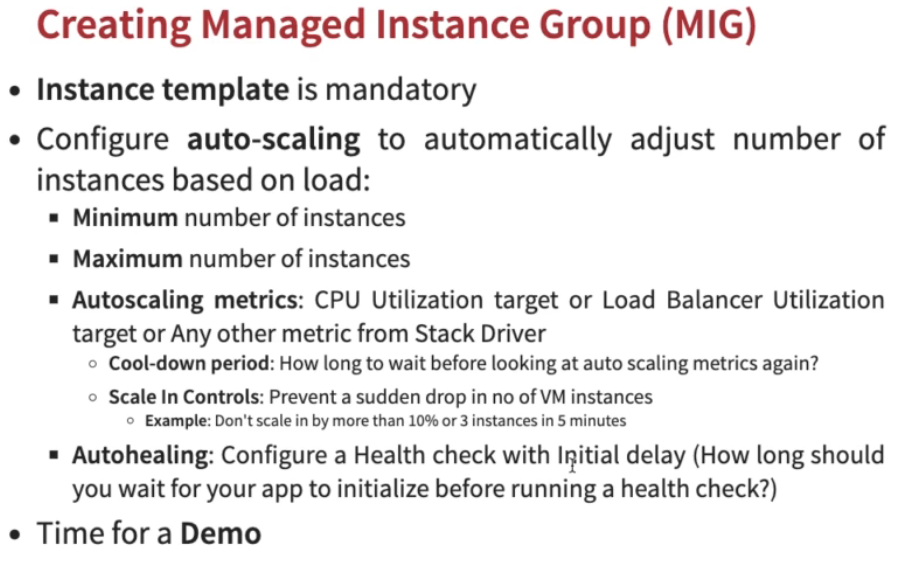 Creating Managed Instance Group (MIG)
• Instance template is mandatory
• Configure auto-scaling to automatically adjust number of
instances based on load:
▪ Minimum number of instances
▪ Maximum number of instances
▪ Autoscaling metrics: CPU Utilization target or Load Balancer Utilization
target or Any other metric from Stack Driver
○ Cool-down period: How long to wait before looking at auto scaling metrics again?
○ Scale In Controls: Prevent a sudden drop in no of VM instances
○ Example: Don't scale in by more than 10% or 3 instances in 5 minutes
▪ Autohealing: Configure a Health check with Initial delay (How long should
you wait for your app to initialize before running a health check?)
• Time for a Demo